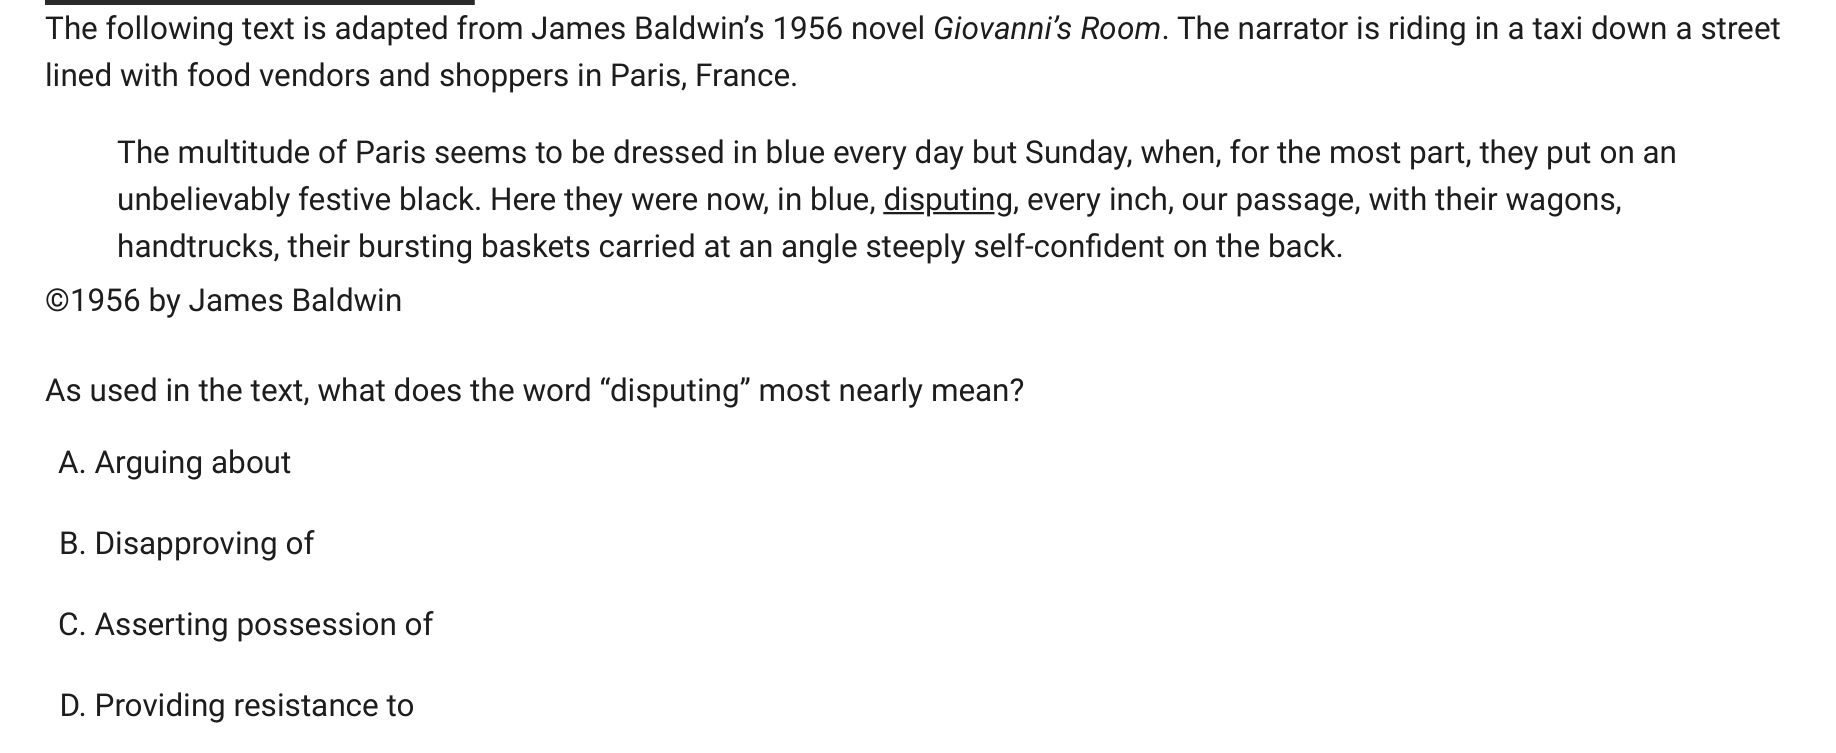 The following text is adapted from James Baldwin’s 1956 novel Giovanni’s Room. The narrator is riding in a taxi down a street
lined with food vendors and shoppers in Paris, France.
The multitude of Paris seems to be dressed in blue every day but Sunday, when, for the most part, they put on an
unbelievably festive black. Here they were now, in blue, disputing, every inch, our passage, with their wagons,
handtrucks, their bursting baskets carried at an angle steeply self-confident on the back.
©1956 by James Baldwin
As used in the text, what does the word “disputing” most nearly mean?
A. Arguing about
B. Disapproving of
C. Asserting possession of
D. Providing resistance to